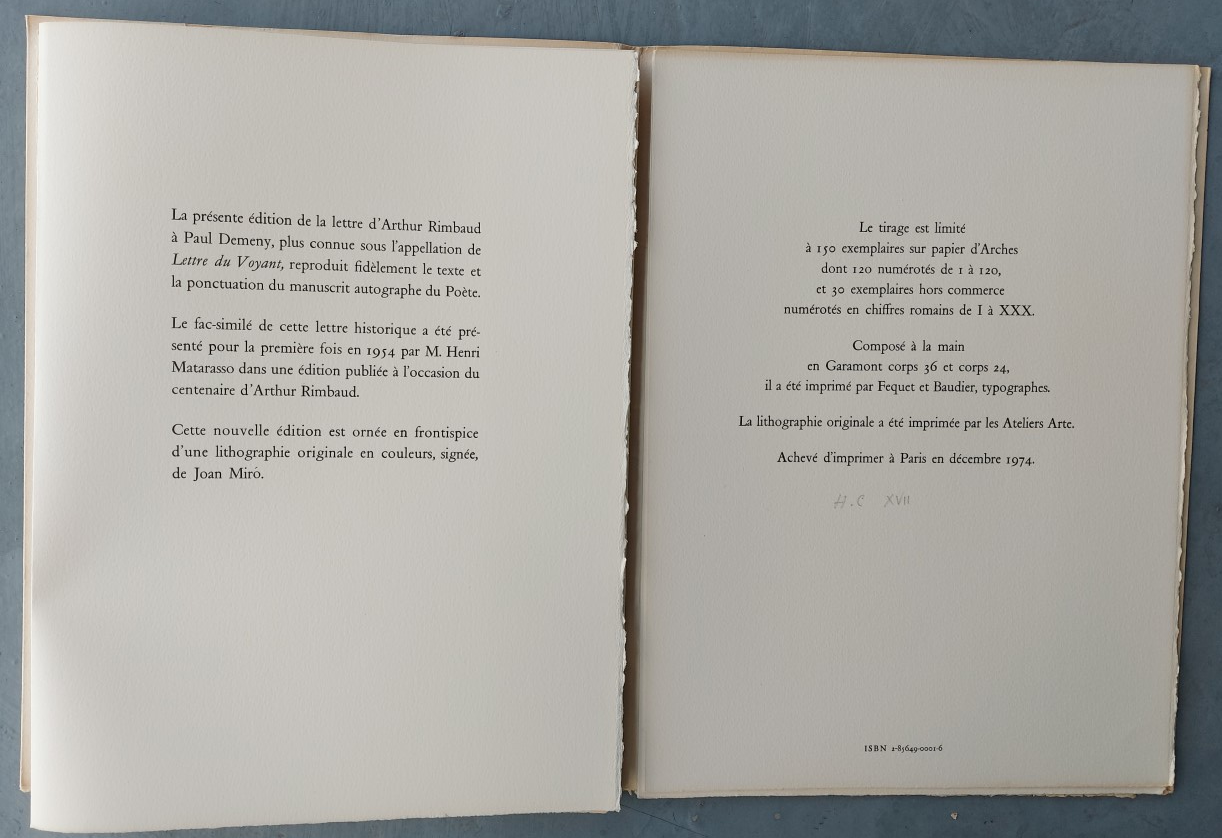 La présente édition de la lettre d'Arthur Rimbaud
à Paul Demeny, plus connue sous l'appellation de
Lettre du Voyant, reproduit fidèlement le texte et
la ponctuation du manuscrit autographe du Poète.
Le fac-similé de cette lettre historique a été pré-
senté pour la première fois en 1954 par M. Henri
Matarasso dans une édition publiée à l'occasion du
centenaire d'Arthur Rimbaud.
Cette nouvelle édition est ornée en frontispice
d'une lithographie originale en couleurs, signée,
de Joan Miró.
Le tirage est limité
à 150 exemplaires sur papier d'Arches
dont 120 numérotés de 1 à 120,
et 30 exemplaires hors commerce
numérotés en chiffres romains de I à XXX.
Composé à la main
en Garamont corps 36 et corps 24,
il a été imprimé par Fequet et Baudier, typographes.
La lithographie originale a été imprimée par les Ateliers Arte.
Achevé d'imprimer à Paris en décembre 1974.
H.C XVII
ISBN 2-85649-0001-6